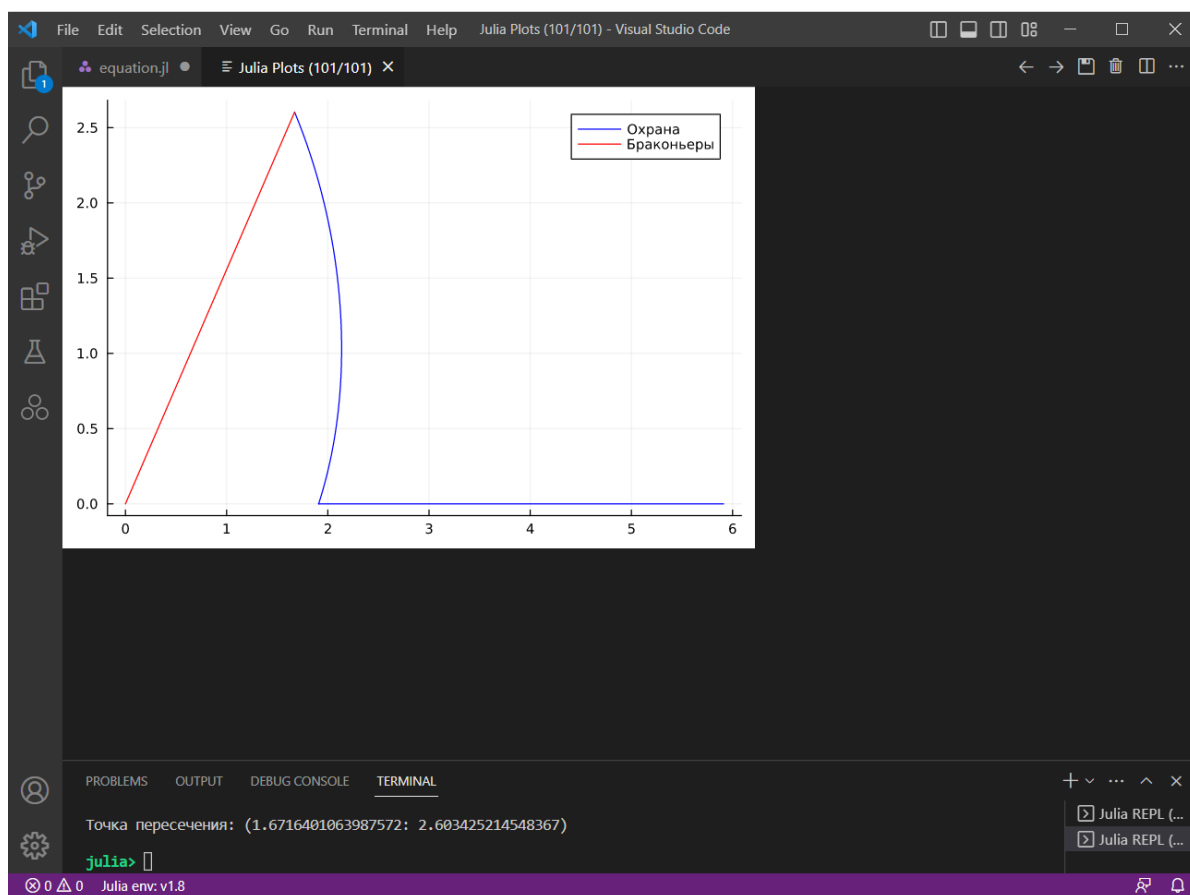 File Edit Selection View Go Run Terminal Help Julia Plots (101/101) - Visual Studio Code
equation.jl Julia Plots (101/101)
1
Охрана
Браконьеры
2.5
2.0
1.5
1.0
0.5
0.0
0 1 2 3 4 5 6
PROBLEMS OUTPUT DEBUG CONSOLE TERMINAL
Точка пересечения: (1.6716401063987572: 2.603425214548367)
julia>
Julia REPL (...
Julia REPL (...
0 0 Julia env: v1.8